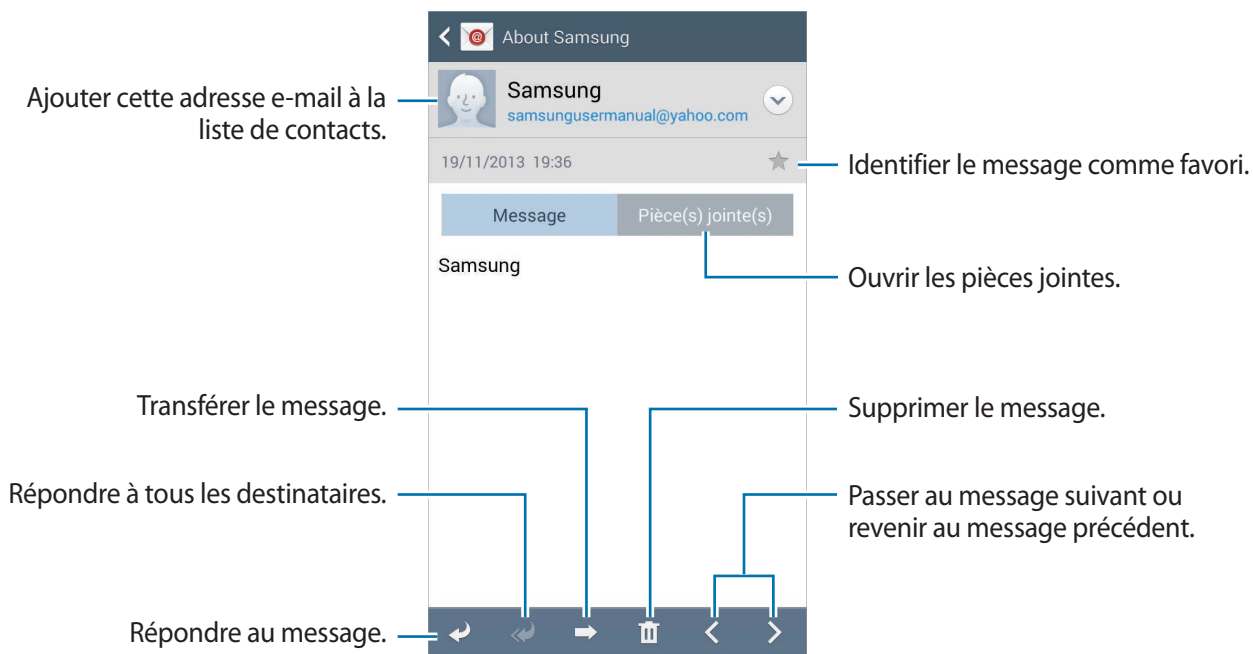 About Samsung
Ajouter cette adresse e-mail à la
liste de contacts.
Samsung
samsungusermanual@yahoo.com
19/11/2013 19:36
Identifier le message comme favori.
Message
Pièce(s) jointe(s)
Samsung
Ouvrir les pièces jointes.
Transférer le message.
Supprimer le message.
Répondre à tous les destinataires.
Passer au message suivant ou
revenir au message précédent.
Répondre au message.